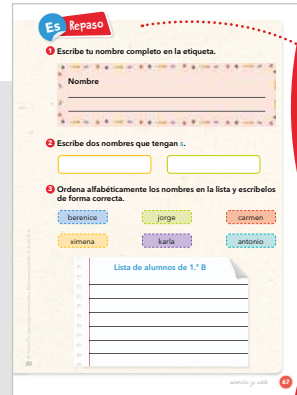 Es Repaso
1 Escribe tu nombre completo en la etiqueta.
Nombre
2 Escribe dos nombres que tengan s.
3 Ordena alfabéticamente los nombres en la lista y escríbelos
de forma correcta.
berenice jorge carmen
ximena karla antonio
Lista de alumnos de 1.° B
sesenta y siete 67